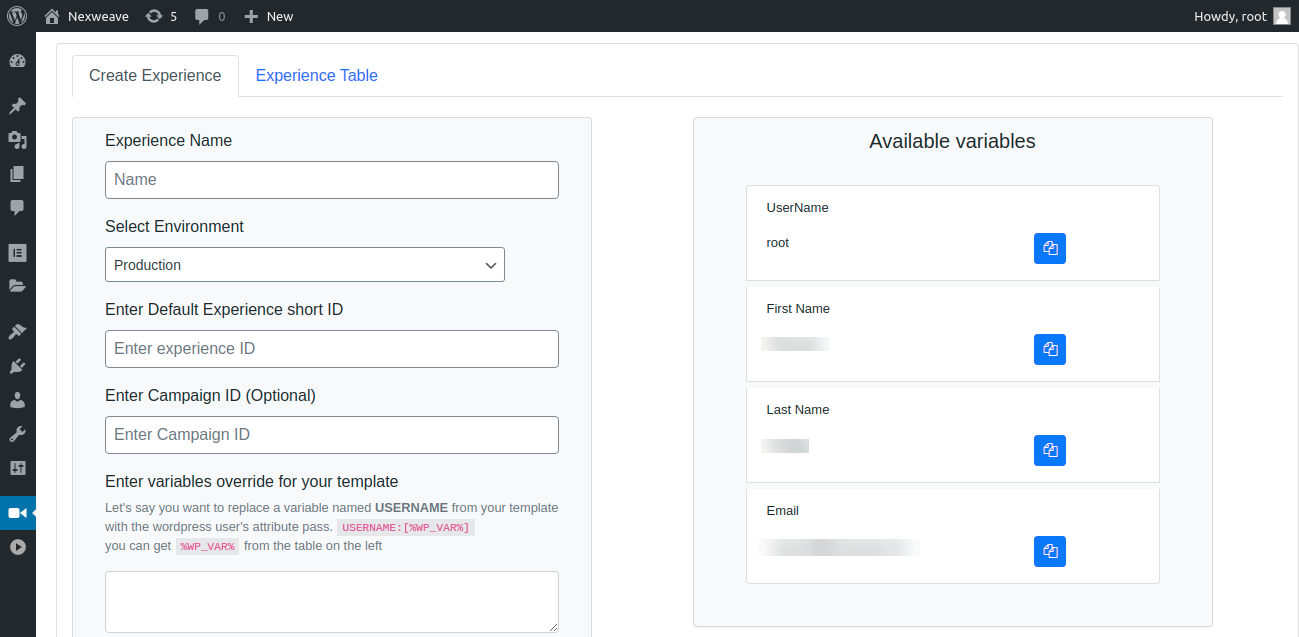 Nexweave 5 0 New Howdy, root
Create Experience Experience Table
Experience Name
Name
Select Environment
Production
Enter Default Experience short ID
Enter experience ID
Enter Campaign ID (Optional)
Enter Campaign ID
Enter variables override for your template
Let's say you want to replace a variable named USERNAME from your template
with the wordpress user's attribute pass. USERNAME:[%WP_VAR%]
you can get %WP_VAR% from the table on the left
Available variables
UserName
root
First Name
Last Name
Email